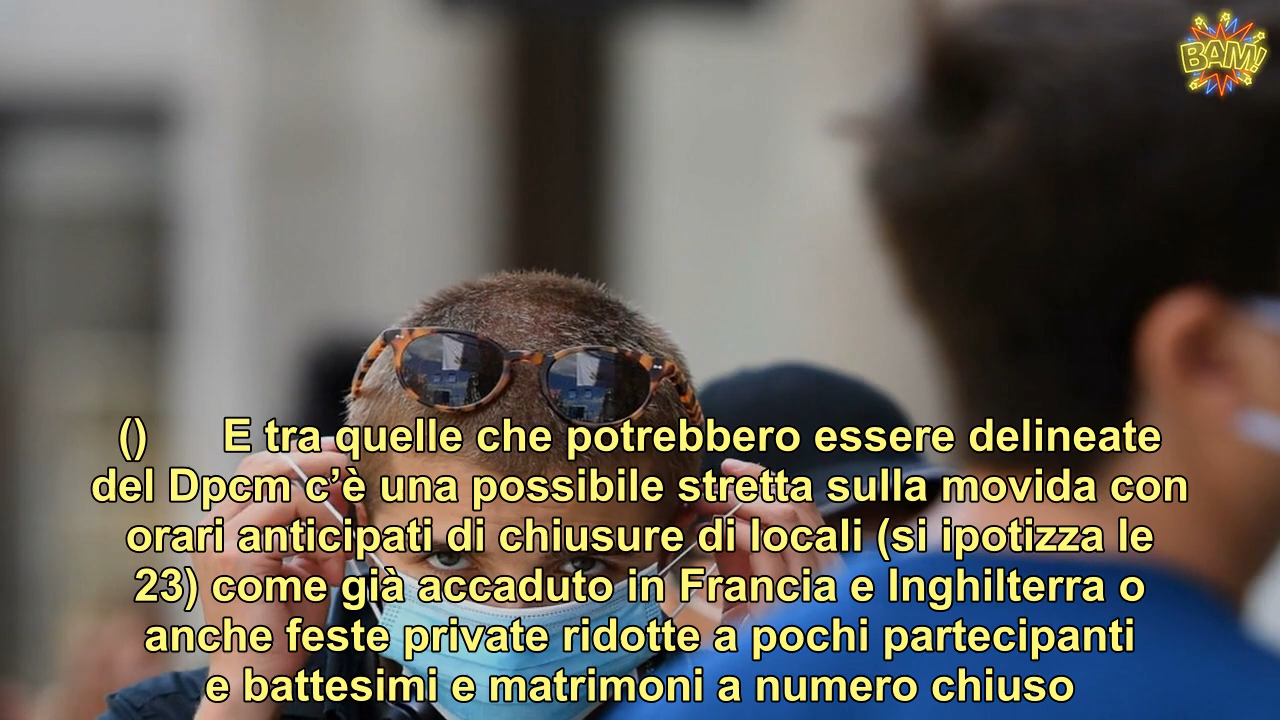 BAM!
() E tra quelle che potrebbero essere delineate
del Dpcm c’è una possibile stretta sulla movida con
orari anticipati di chiusure di locali (si ipotizza le
23) come già accaduto in Francia e Inghilterra o
anche feste private ridotte a pochi partecipanti
e battesimi e matrimoni a numero chiuso